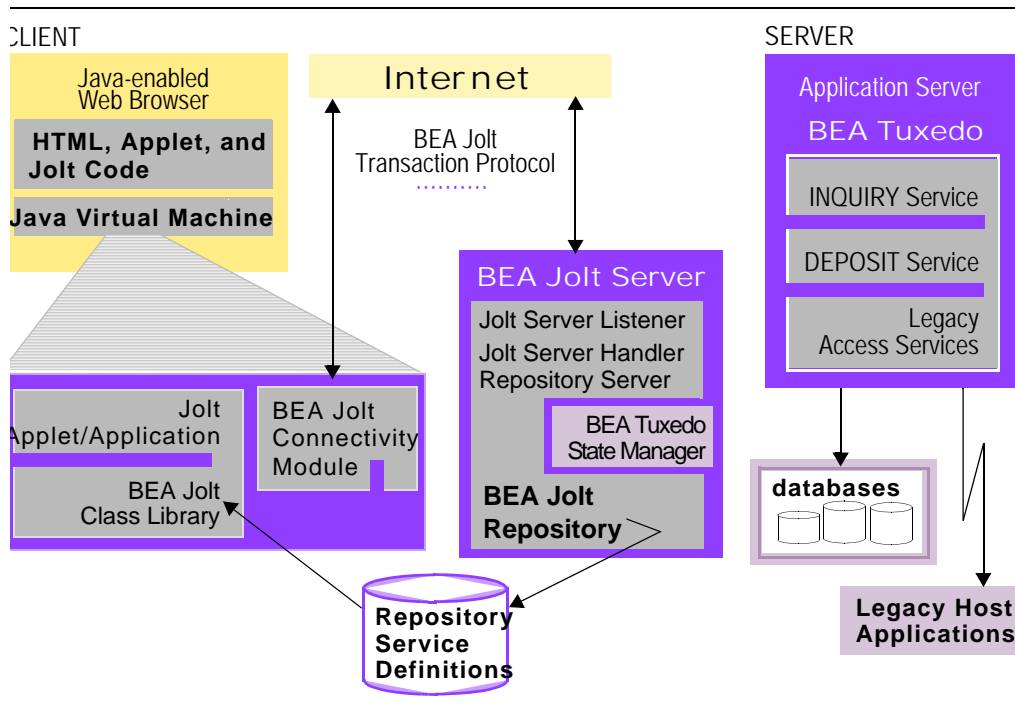 CLIENT
Java-enabled
Web Browser
HTML, Applet, and
Jolt Code
Java Virtual Machine
Internet
BEA Jolt
Transaction Protocol
SERVER
Application Server
BEA Tuxedo
INQUIRY Service
DEPOSIT Service
Legacy
Access Services
BEA Jolt Server
Jolt Server Listener
Jolt Server Handler
Repository Server
BEA Tuxedo
State Manager
BEA Jolt
Repository
Jolt
Applet/Application
BEA Jolt
Class Library
BEA Jolt
Connectivity
Module
databases
Repository
Service
Definitions
Legacy Host
Applications